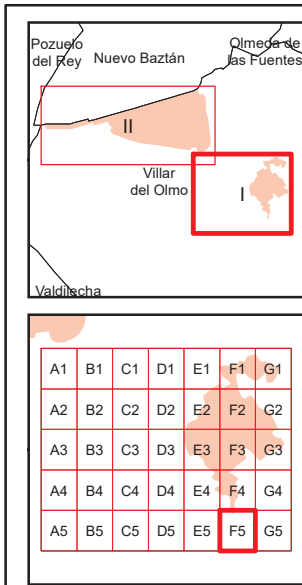 Pozuelo
del Rey
Nuevo Baztán
Olmeda de
las Fuentes
II
Villar
del Olmo
I
Valdilecha
A1 B1 C1 D1 E1 F1 G1
A2 B2 C2 D2 E2 F2 G2
A3 B3 C3 D3 E3 F3 G3
A4 B4 C4 D4 E4 F4 G4
A5 B5 C5 D5 E5 F5 G5